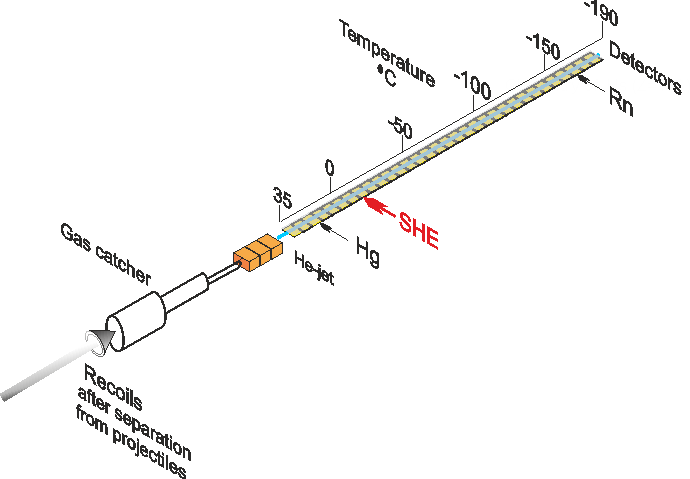 -190
-150
Temperature
°C
Detectors
-100
Rn
-50
0
35
SHE
Hg
Gas catcher
He-jet
Recoils
after separation
from projectiles